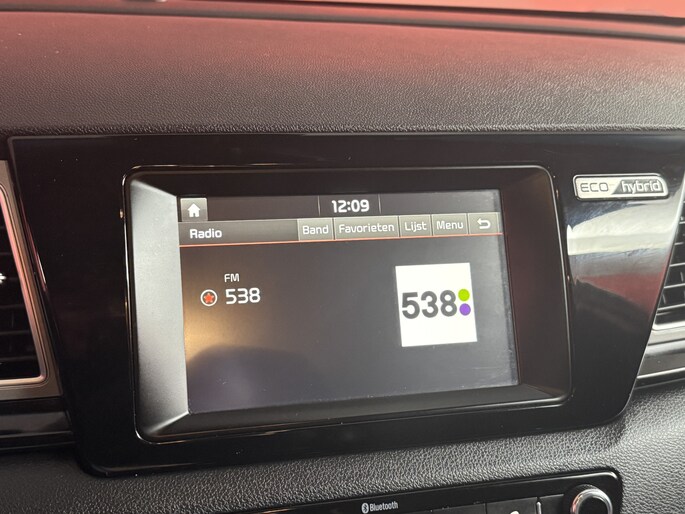 12:09
Radio Band Favorieten Lijst Menu
FM
538
538
ECO hybrid
Bluetooth